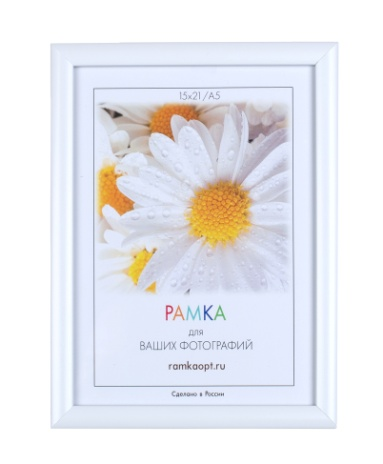 15x21/A5
РАМКА
для
ВАШИХ ФОТОГРАФИЙ
ramkaopt.ru
Сделано в России